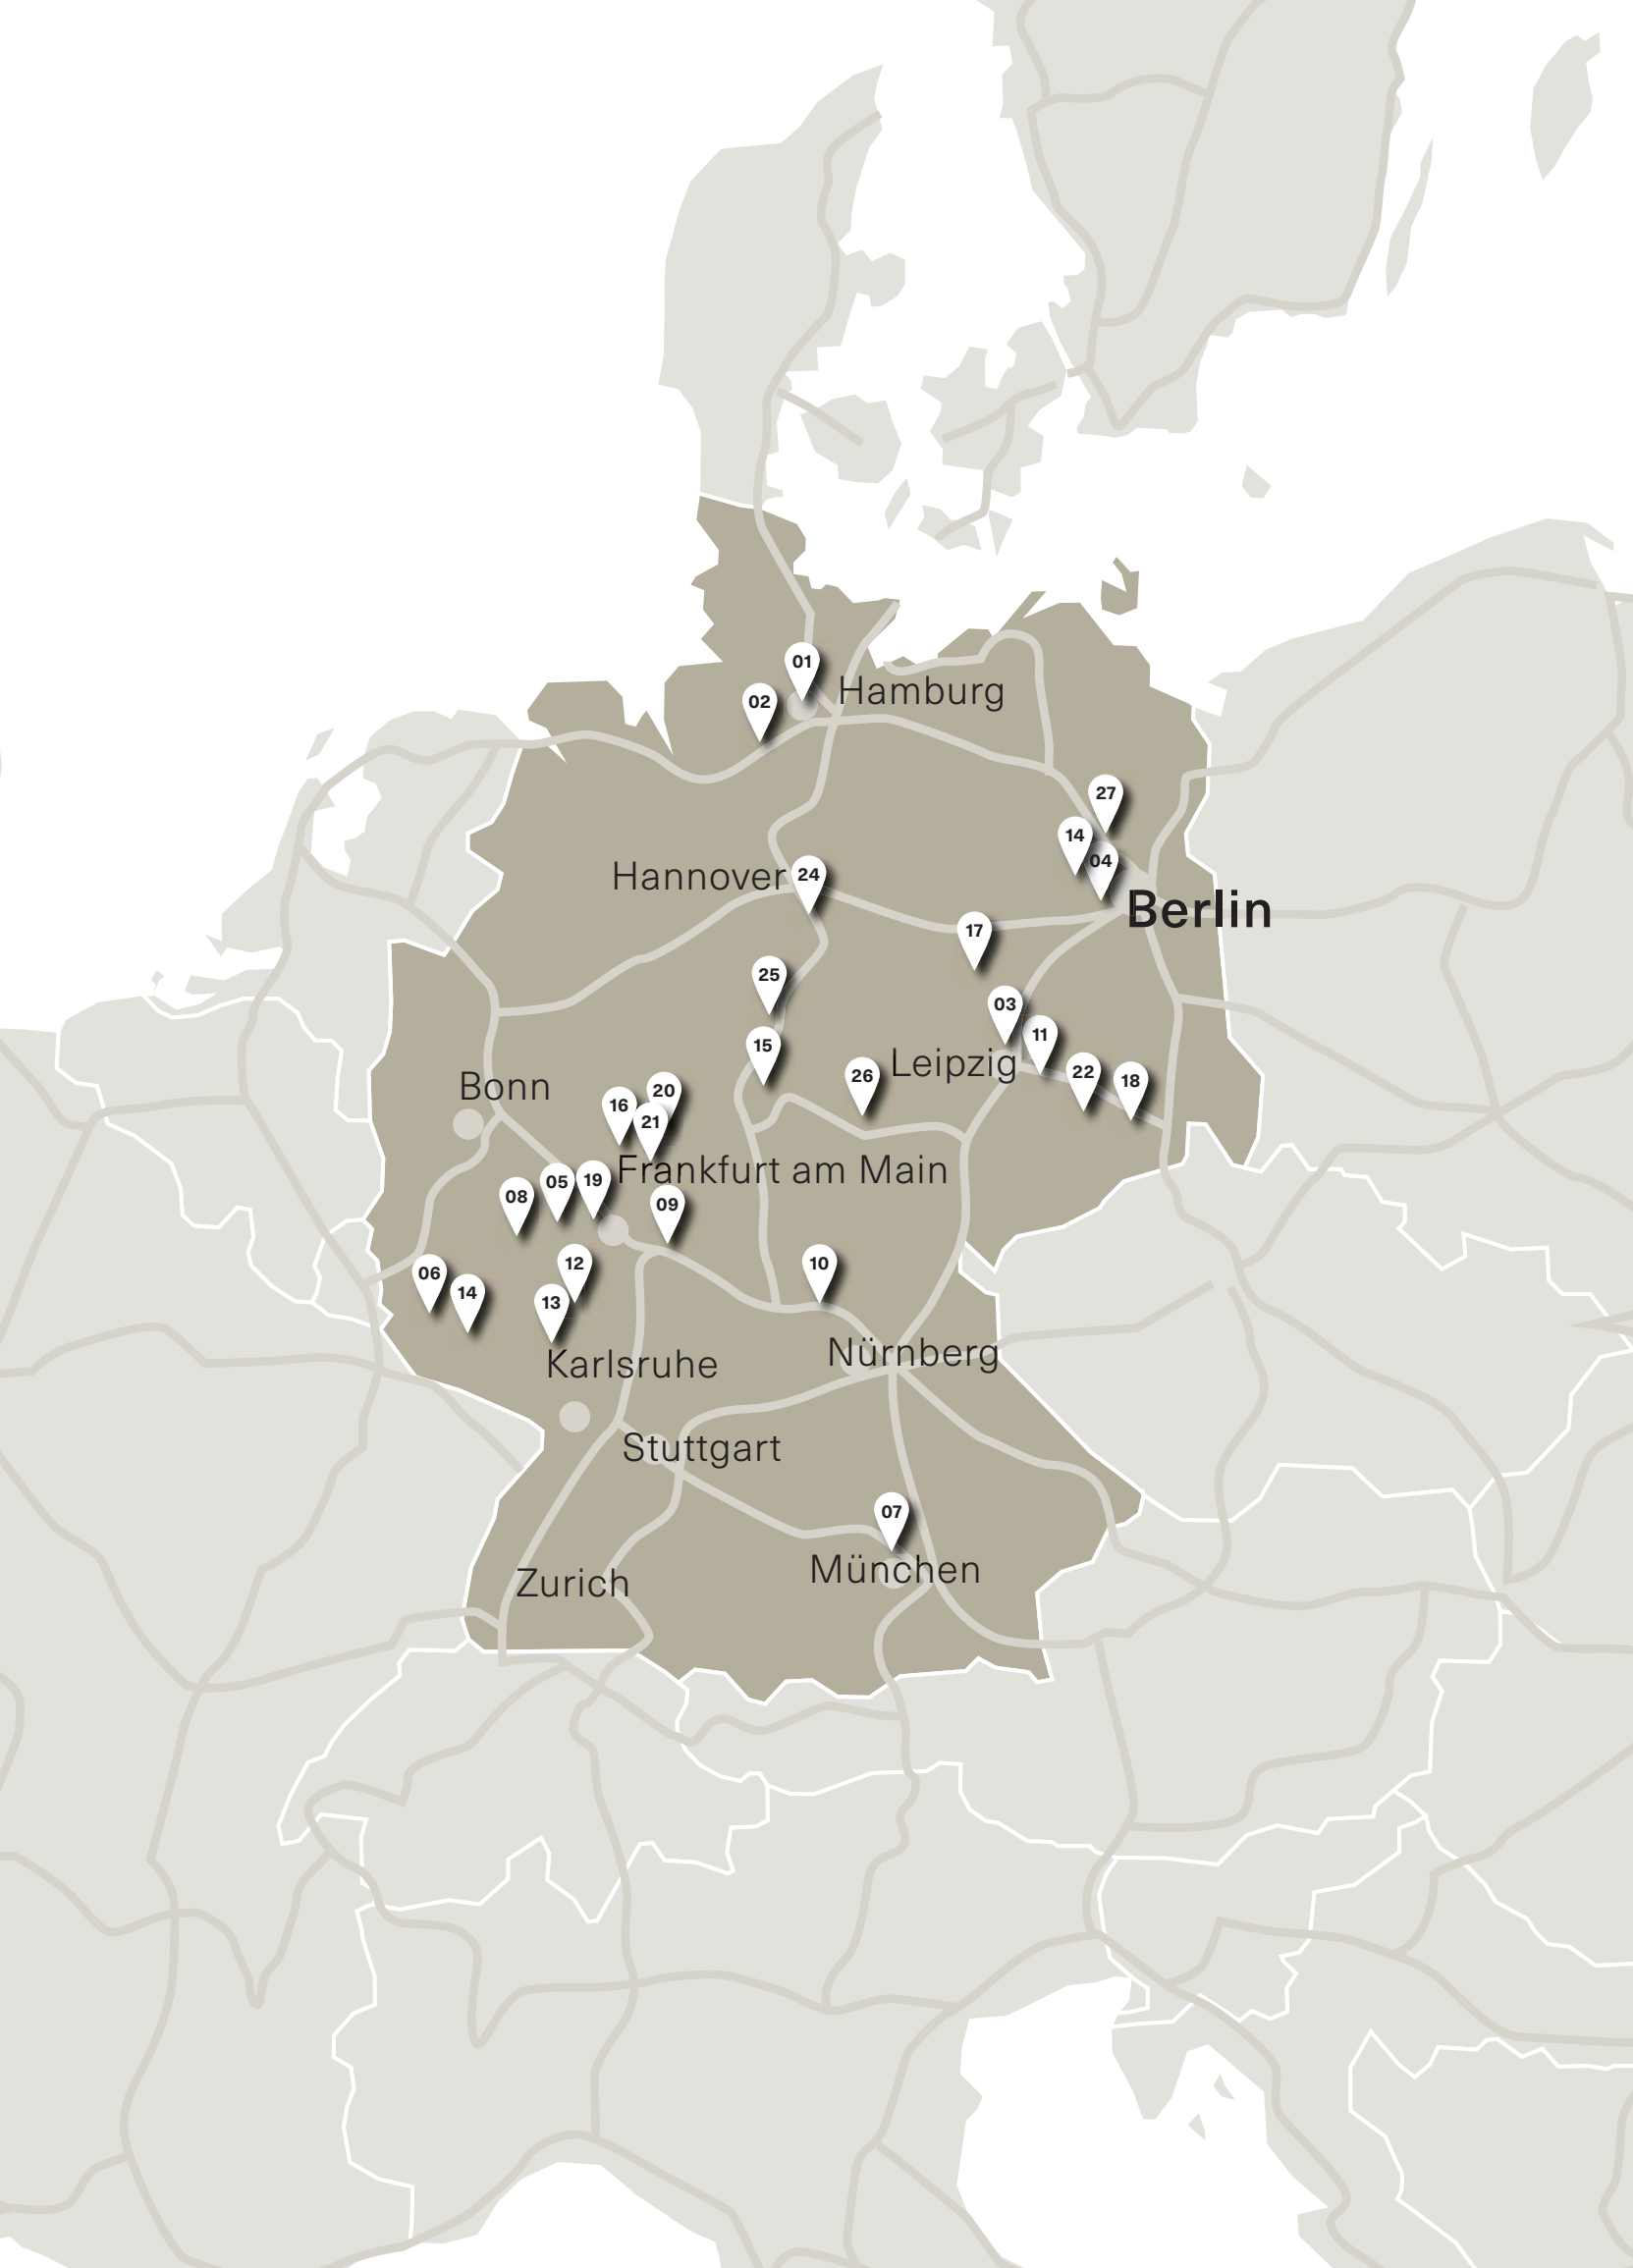 01
Hamburg
02
27
14
04
Hannover
24
Berlin
17
25
03
11
15
Leipzig
26
22
18
Bonn
20
16
21
Frankfurt am Main
05
19
08
09
12
10
06
14
13
Nürnberg
Karlsruhe
Stuttgart
07
München
Zurich